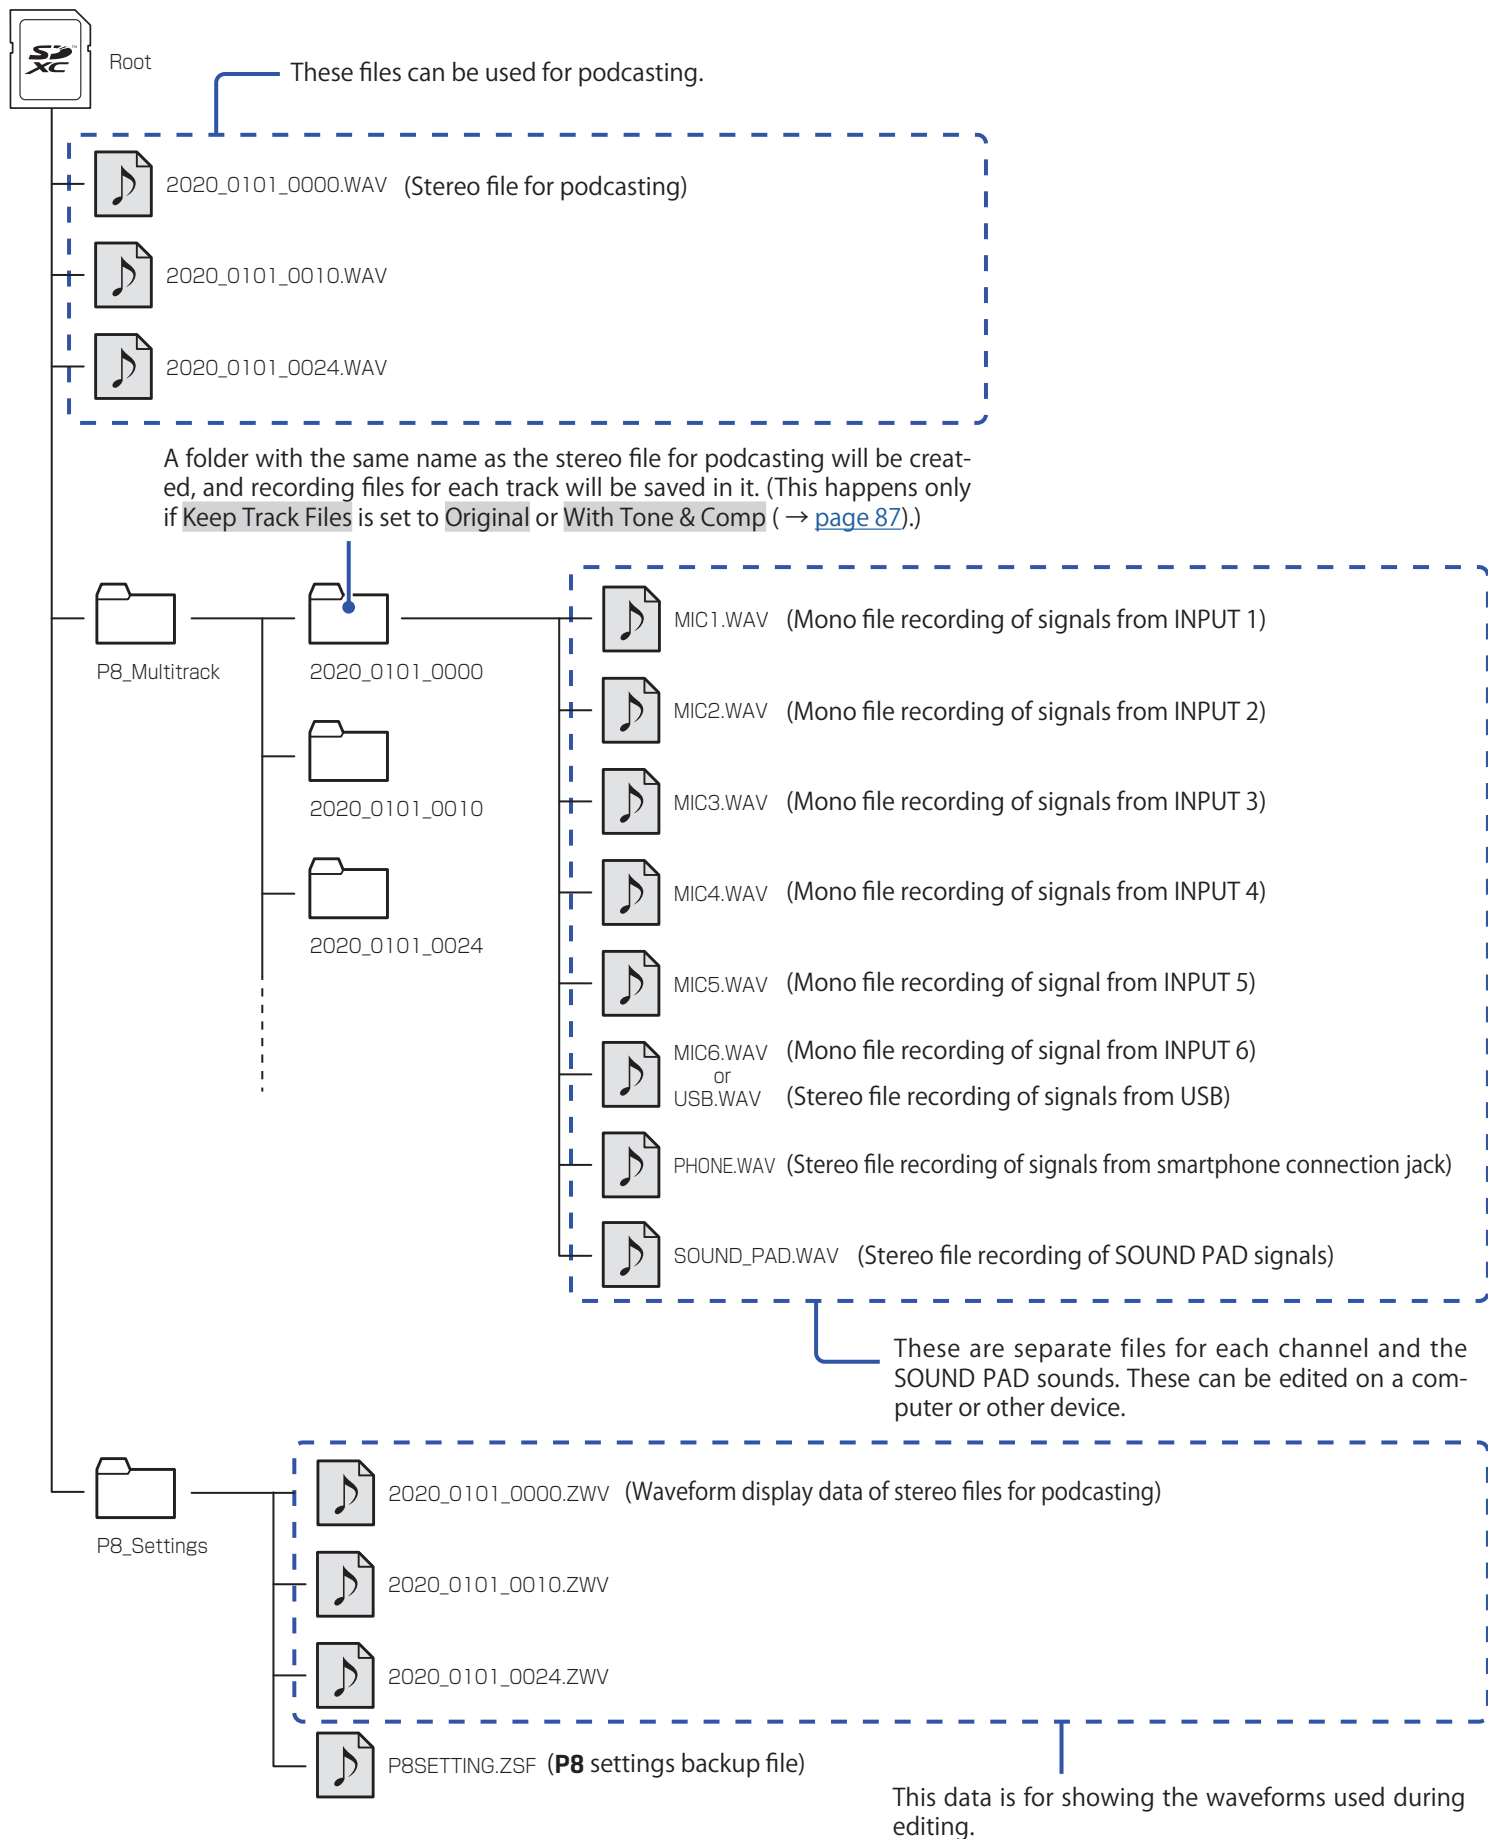 SD XC™
Root
These files can be used for podcasting.
2020_0101_0000.WAV (Stereo file for podcasting)
2020_0101_0010.WAV
2020_0101_0024.WAV
A folder with the same name as the stereo file for podcasting will be creat-
ed, and recording files for each track will be saved in it. (This happens only
if Keep Track Files is set to Original or With Tone & Comp ( → page 87).)
P8_Multitrack
2020_0101_0000
2020_0101_0010
2020_0101_0024
MIC1.WAV (Mono file recording of signals from INPUT 1)
MIC2.WAV (Mono file recording of signals from INPUT 2)
MIC3.WAV (Mono file recording of signals from INPUT 3)
MIC4.WAV (Mono file recording of signals from INPUT 4)
MIC5.WAV (Mono file recording of signal from INPUT 5)
MIC6.WAV (Mono file recording of signal from INPUT 6)
or
USB.WAV (Stereo file recording of signals from USB)
PHONE.WAV (Stereo file recording of signals from smartphone connection jack)
SOUND_PAD.WAV (Stereo file recording of SOUND PAD signals)
These are separate files for each channel and the
SOUND PAD sounds. These can be edited on a com-
puter or other device.
P8_Settings
2020_0101_0000.ZWV (Waveform display data of stereo files for podcasting)
2020_0101_0010.ZWV
2020_0101_0024.ZWV
P8SETTING.ZSF (P8 settings backup file)
This data is for showing the waveforms used during
editing.